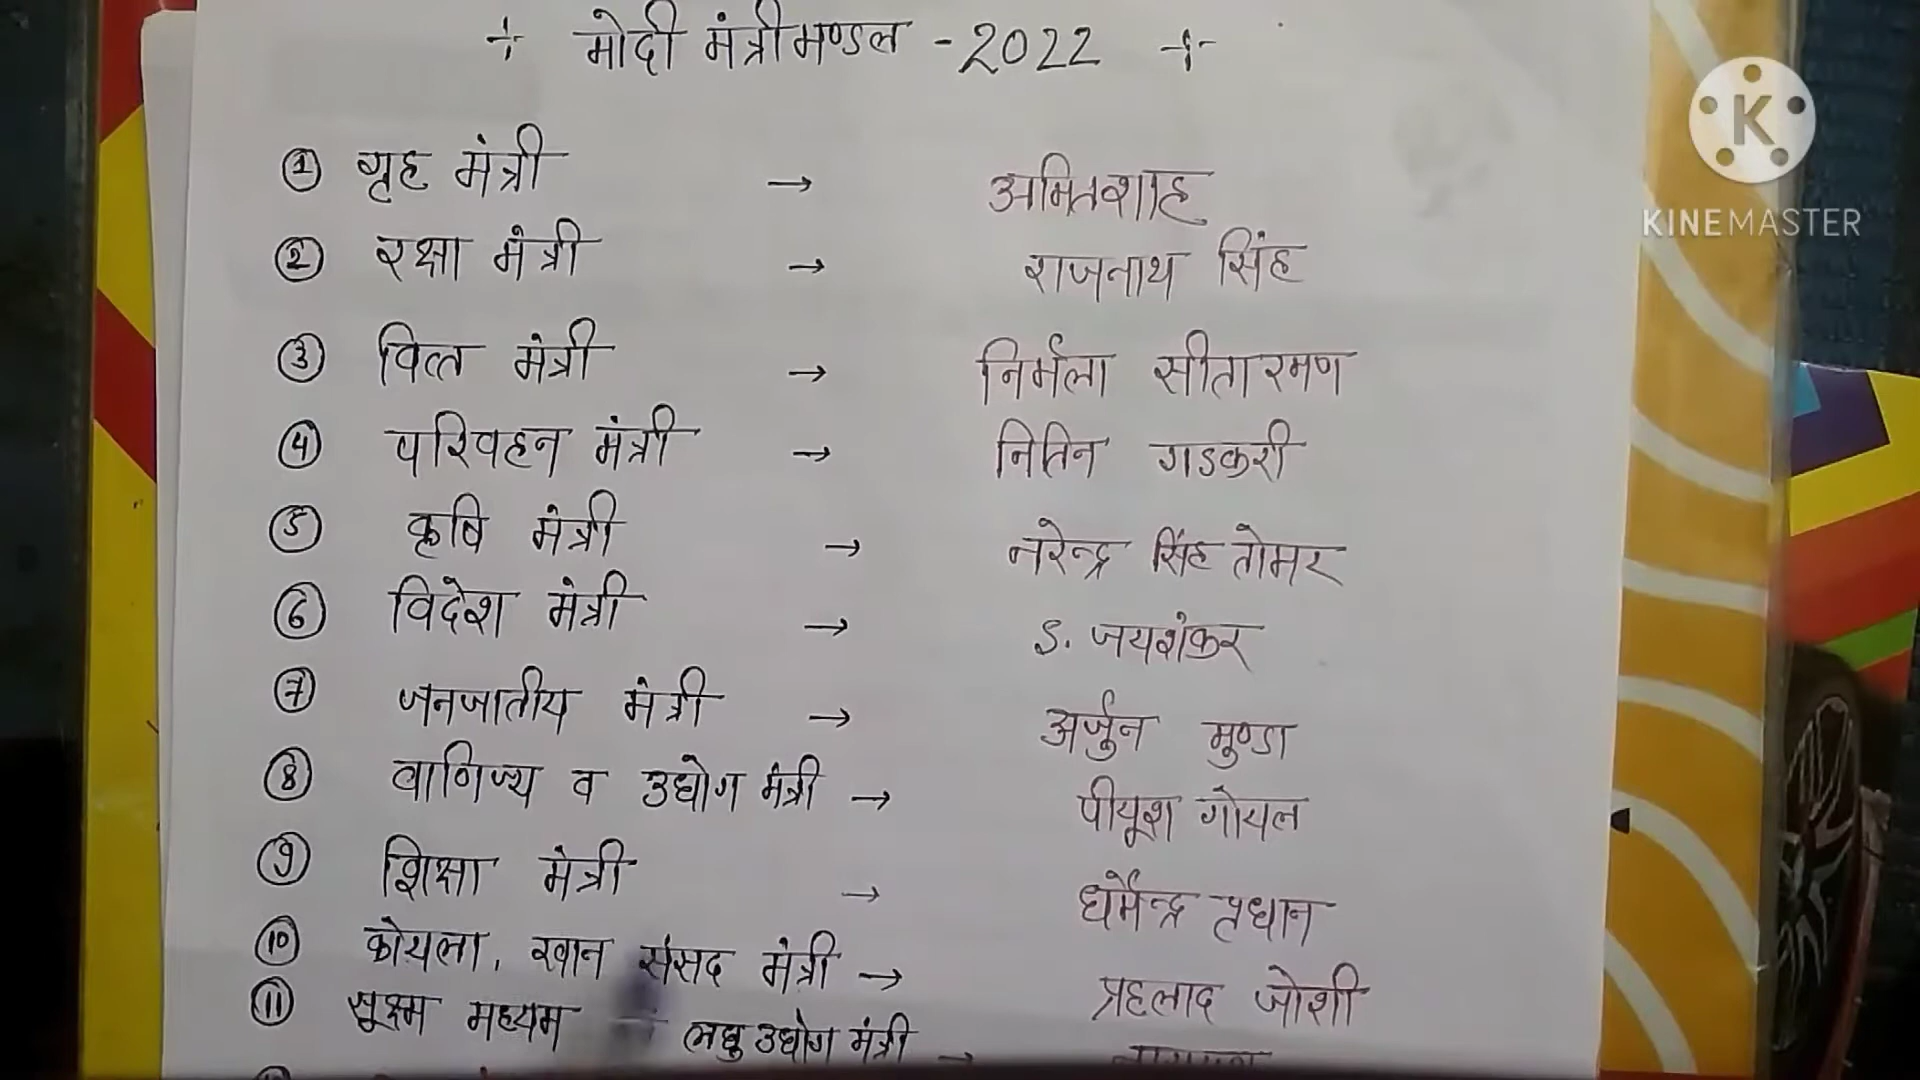 ÷ मोदी मंत्रीमण्डल - 2022 ÷
K
KINEMASTER
① गृह मंत्री → अमितशाह
② रक्षा मंत्री → राजनाथ सिंह
③ वित्त मंत्री → निर्मला सीतारमण
④ परिवहन मंत्री → नितिन गडकरी
⑤ कृषि मंत्री → नरेन्द्र सिंह तोमर
⑥ विदेश मंत्री → S. जयशंकर
⑦ जनजातीय मंत्री → अर्जुन मुण्डा
⑧ वाणिज्य व उधोग मंत्री → पीयूश गोयल
⑨ शिक्षा मंत्री → धर्मेन्द्र प्रधान
⑩ कोयला, खान संसद मंत्री → प्रहलाद जोशी
⑪ सूक्ष्म मध्यम लघु उधोग मंत्री →